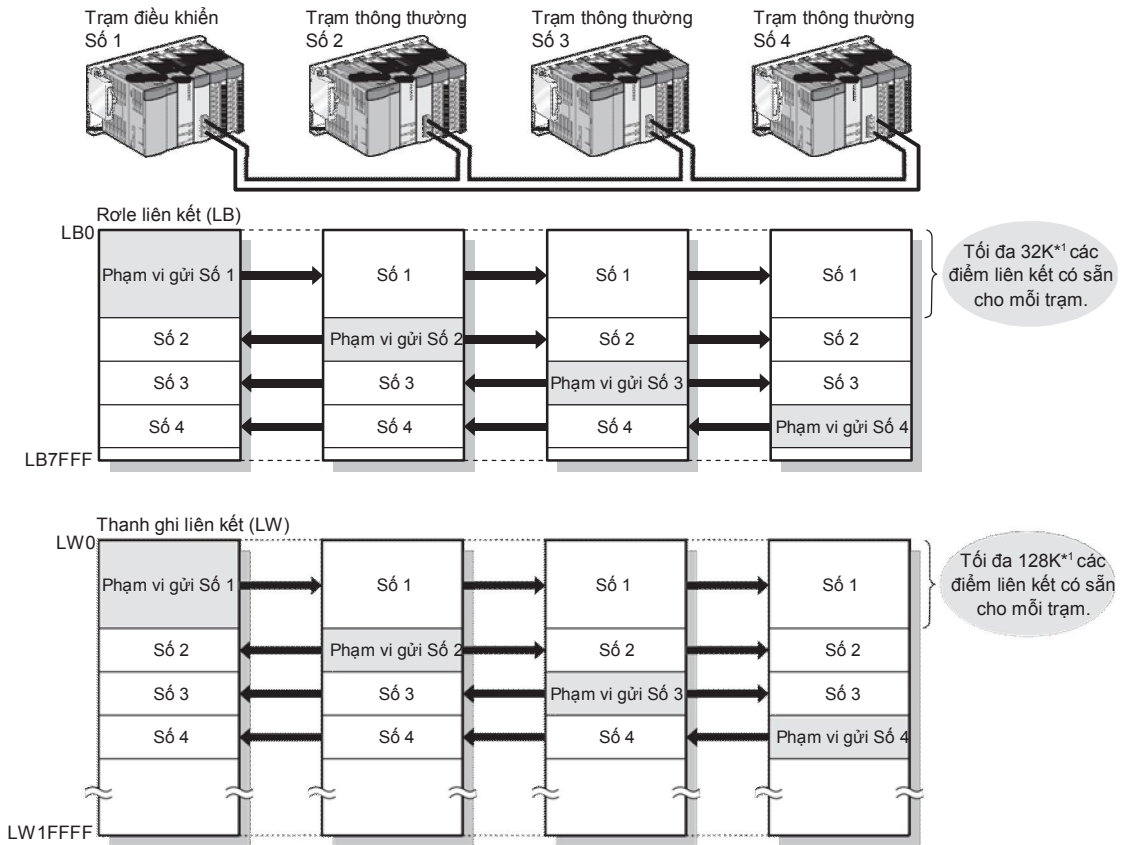 Trạm điều khiển
Số 1
Trạm thông thường
Số 2
Trạm thông thường
Số 3
Trạm thông thường
Số 4
Rơle liên kết (LB)
LB0
Phạm vi gửi Số 1
Số 1
Số 1
Số 1
Số 2
Phạm vi gửi Số 2
Số 2
Số 2
Số 3
Số 3
Phạm vi gửi Số 3
Số 3
Số 4
Số 4
Số 4
Phạm vi gửi Số 4
LB7FFF
Tối đa 32K*1 các
điểm liên kết có sẵn
cho mỗi trạm.
Thanh ghi liên kết (LW)
LW0
Phạm vi gửi Số 1
Số 1
Số 1
Số 1
Số 2
Phạm vi gửi Số 2
Số 2
Số 2
Số 3
Số 3
Phạm vi gửi Số 3
Số 3
Số 4
Số 4
Số 4
Phạm vi gửi Số 4
LW1FFFF
Tối đa 128K*1 các
điểm liên kết có sẵn
cho mỗi trạm.